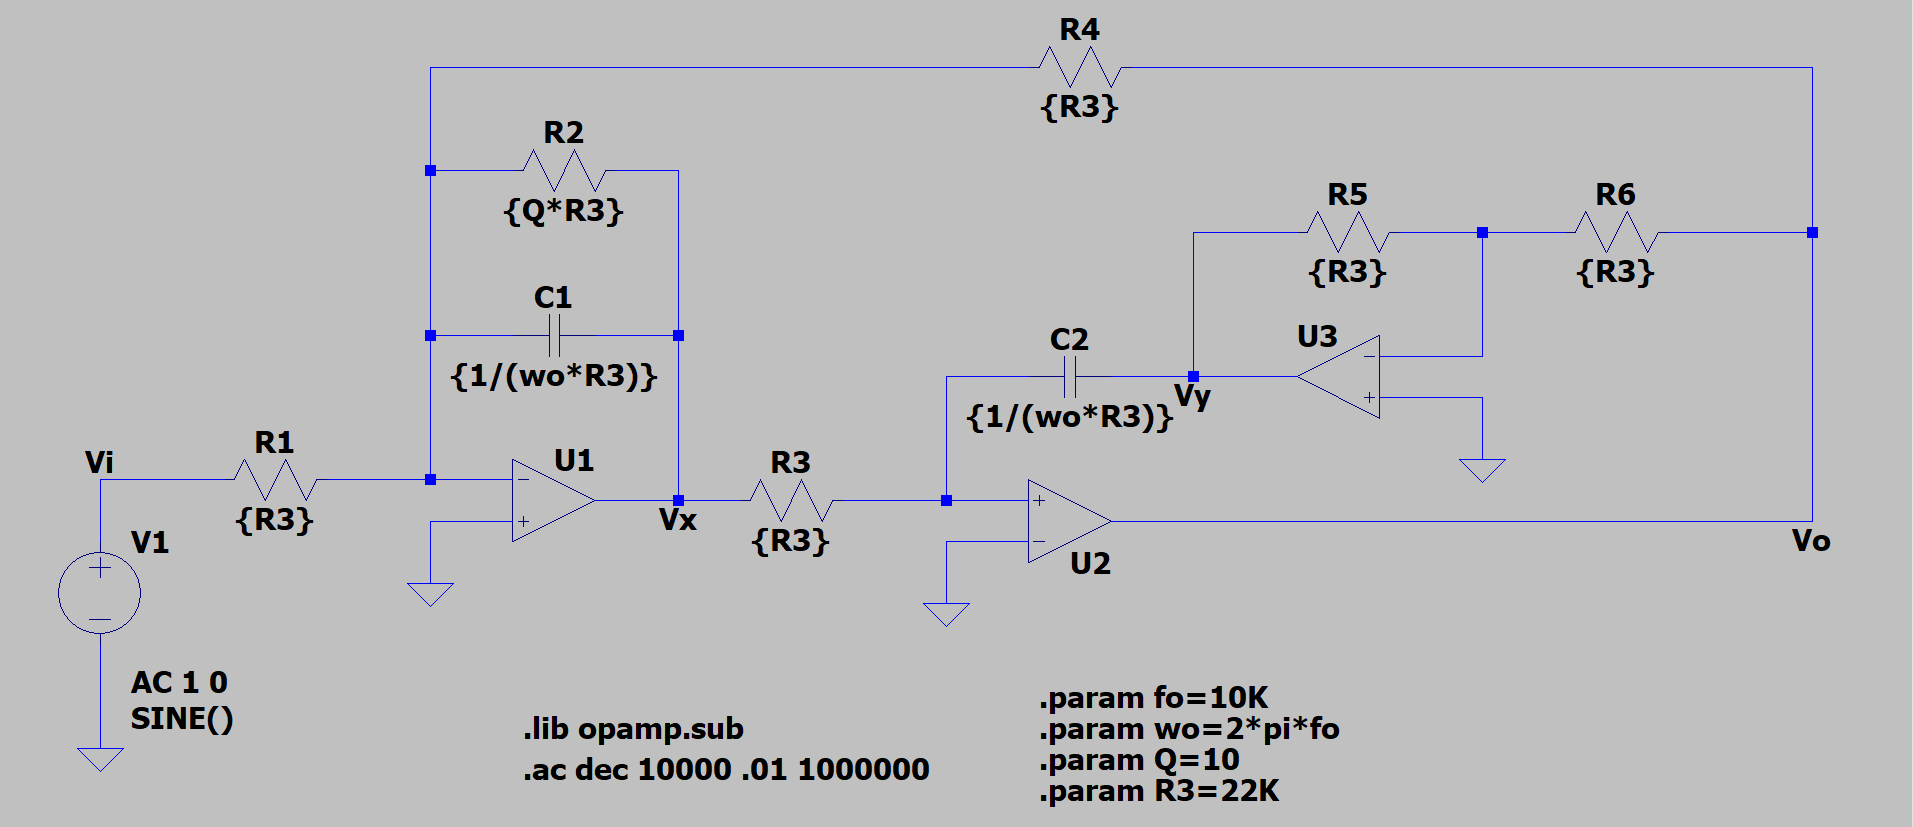 R4
{R3}
R2
{Q*R3}
R5
{R3}
R6
{R3}
C1
{1/(wo*R3)}
C2
{1/(wo*R3)}
U3
−
+
Vy
Vi
R1
{R3}
−
+
U1
Vx
R3
{R3}
+
−
U2
Vo
V1
+
−
AC 1 0
SINE()
.lib opamp.sub
.ac dec 10000 .01 1000000
.param fo=10K
.param wo=2*pi*fo
.param Q=10
.param R3=22K